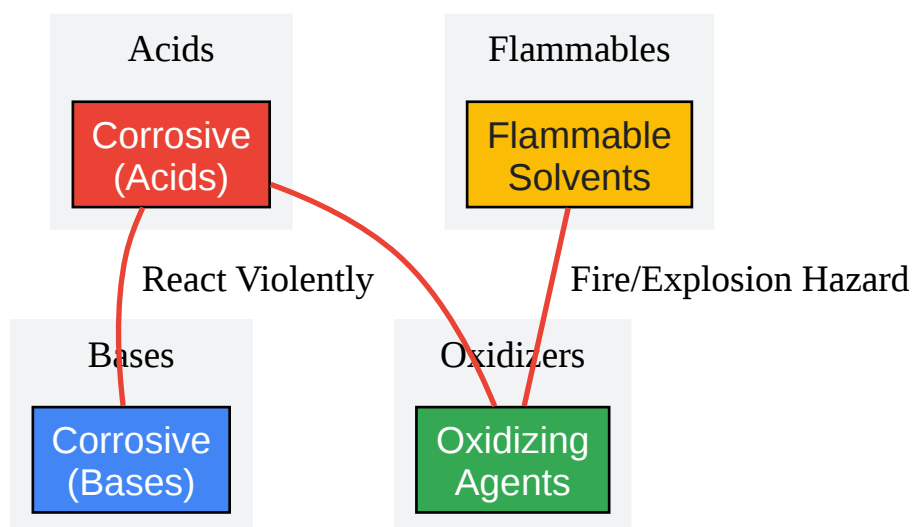 Acids
Flammables
Corrosive
(Acids)
Flammable
Solvents
React Violently
Fire/Explosion Hazard
Bases
Oxidizers
Corrosive
(Bases)
Oxidizing
Agents